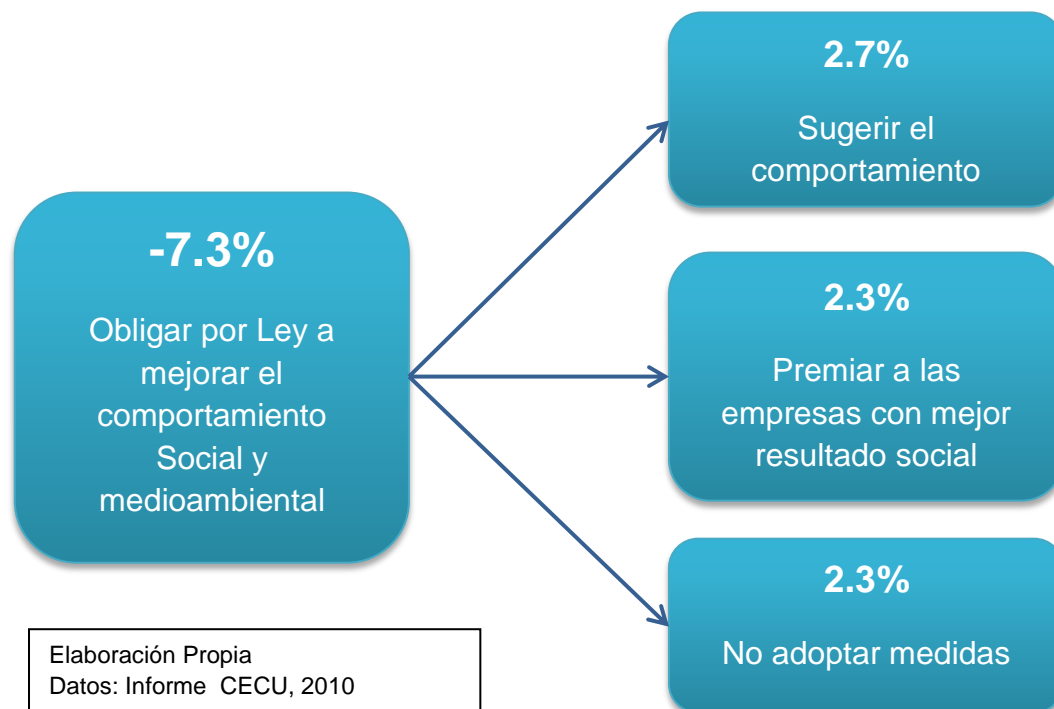 -7.3%
Obligar por Ley a
mejorar el
comportamiento
Social y
medioambiental
2.7%
Sugerir el
comportamiento
2.3%
Premiar a las
empresas con mejor
resultado social
2.3%
No adoptar medidas
Elaboración Propia
Datos: Informe CECU, 2010